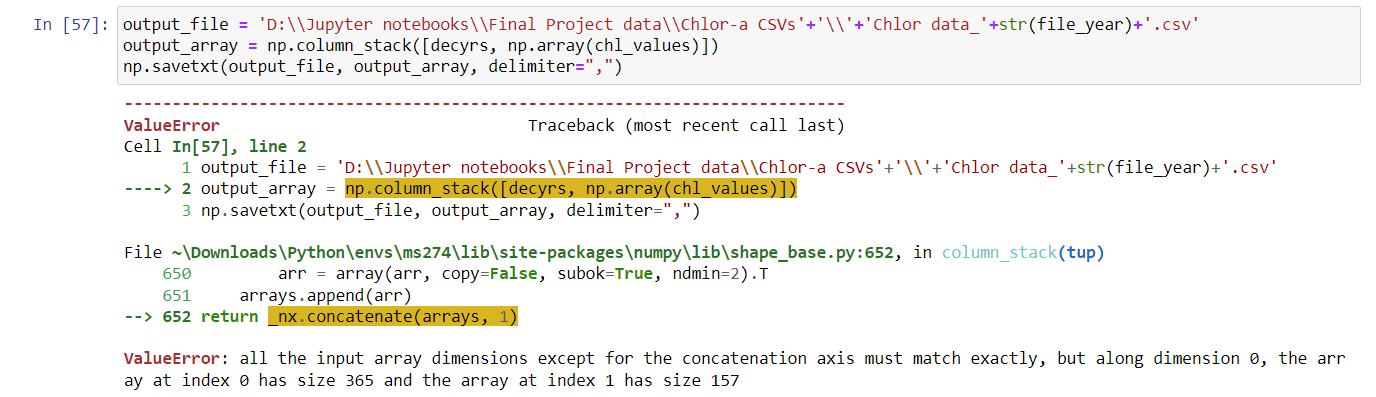 In [57]: output_file = 'D:\\Jupyter notebooks\\Final Project data\\Chlor-a CSVs'+'\\'+'Chlor data_'+str(file_year)+'.csv'
output_array = np.column_stack([decyrs, np.array(chl_values)])
np.savetxt(output_file, output_array, delimiter=",")
---------------------------------------------------------------------------
ValueError                                Traceback (most recent call last)
Cell In[57], line 2
      1 output_file = 'D:\\Jupyter notebooks\\Final Project data\\Chlor-a CSVs'+'\\'+'Chlor data_'+str(file_year)+'.csv'
----> 2 output_array = np.column_stack([decyrs, np.array(chl_values)])
      3 np.savetxt(output_file, output_array, delimiter=",")
File ~\Downloads\Python\envs\ms274\lib\site-packages\numpy\lib\shape_base.py:652, in column_stack(tup)
    650         arr = array(arr, copy=False, subok=True, ndmin=2).T
    651     arrays.append(arr)
--> 652 return _nx.concatenate(arrays, 1)
ValueError: all the input array dimensions except for the concatenation axis must match exactly, but along dimension 0, the arr
ay at index 0 has size 365 and the array at index 1 has size 157